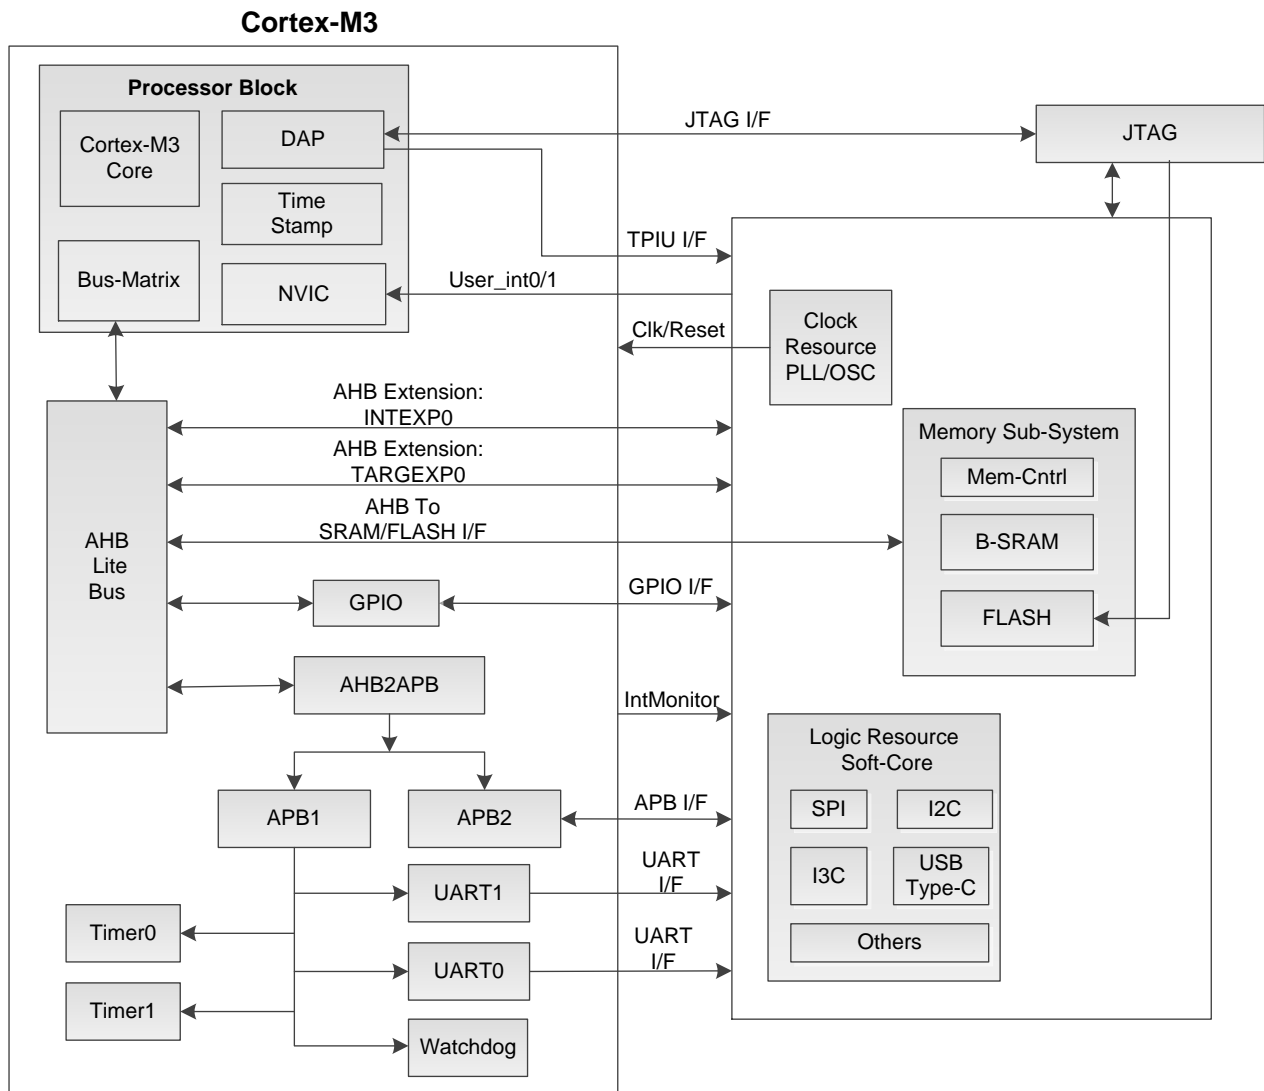 Cortex-M3
Processor Block
Cortex-M3
Core
DAP
Time
Stamp
Bus-Matrix
NVIC
JTAG I/F
JTAG
TPIU I/F
User_int0/1
Clk/Reset
Clock
Resource
PLL/OSC
AHB Extension:
INTEXP0
AHB Extension:
TARGEXP0
AHB To
SRAM/FLASH I/F
AHB
Lite
Bus
Memory Sub-System
Mem-Cntrl
B-SRAM
FLASH
GPIO
GPIO I/F
AHB2APB
IntMonitor
APB1
APB2
APB I/F
Logic Resource
Soft-Core
SPI
I2C
I3C
USB
Type-C
Others
UART1
UART
I/F
Timer0
UART0
UART
I/F
Timer1
Watchdog